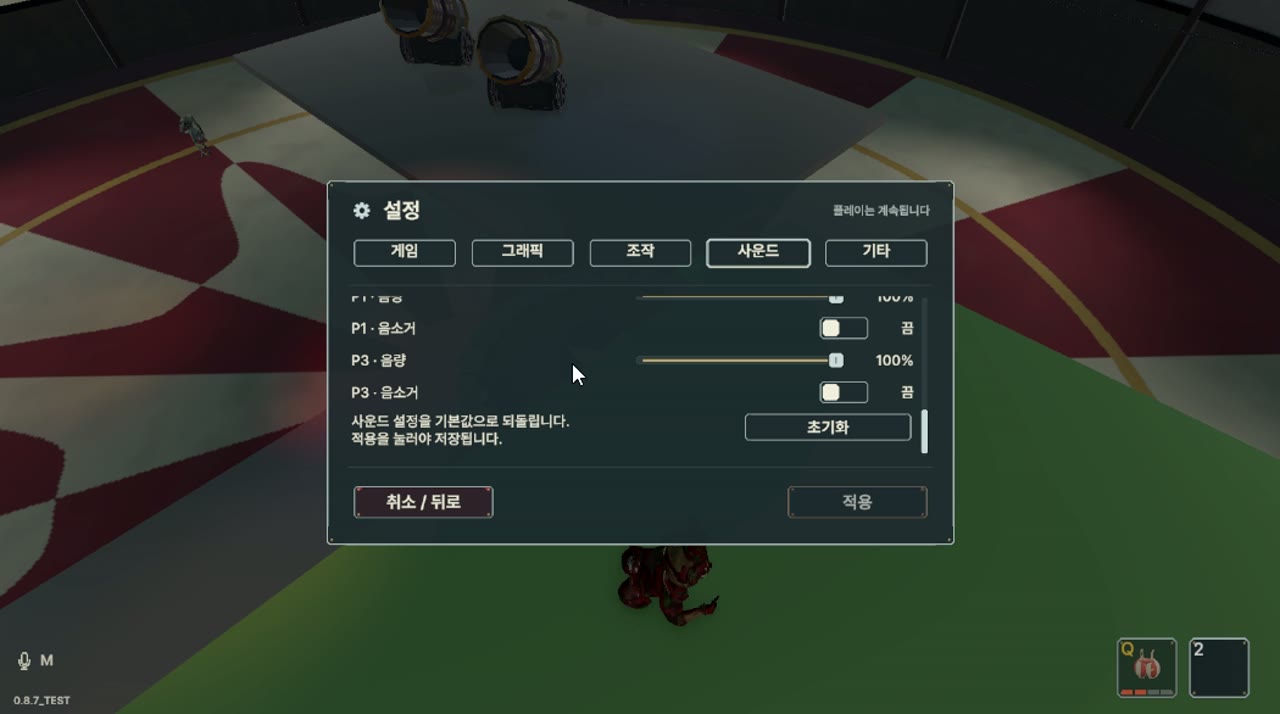 설정
플레이는 계속됩니다
게임
그래픽
조작
사운드
기타
P1 · 음량
100%
P1 · 음소거
끔
P3 · 음량
100%
P3 · 음소거
끔
사운드 설정을 기본값으로 되돌립니다.
적용을 눌러야 저장됩니다.
초기화
취소 / 뒤로
적용
M
0.8.7_TEST
Q
2